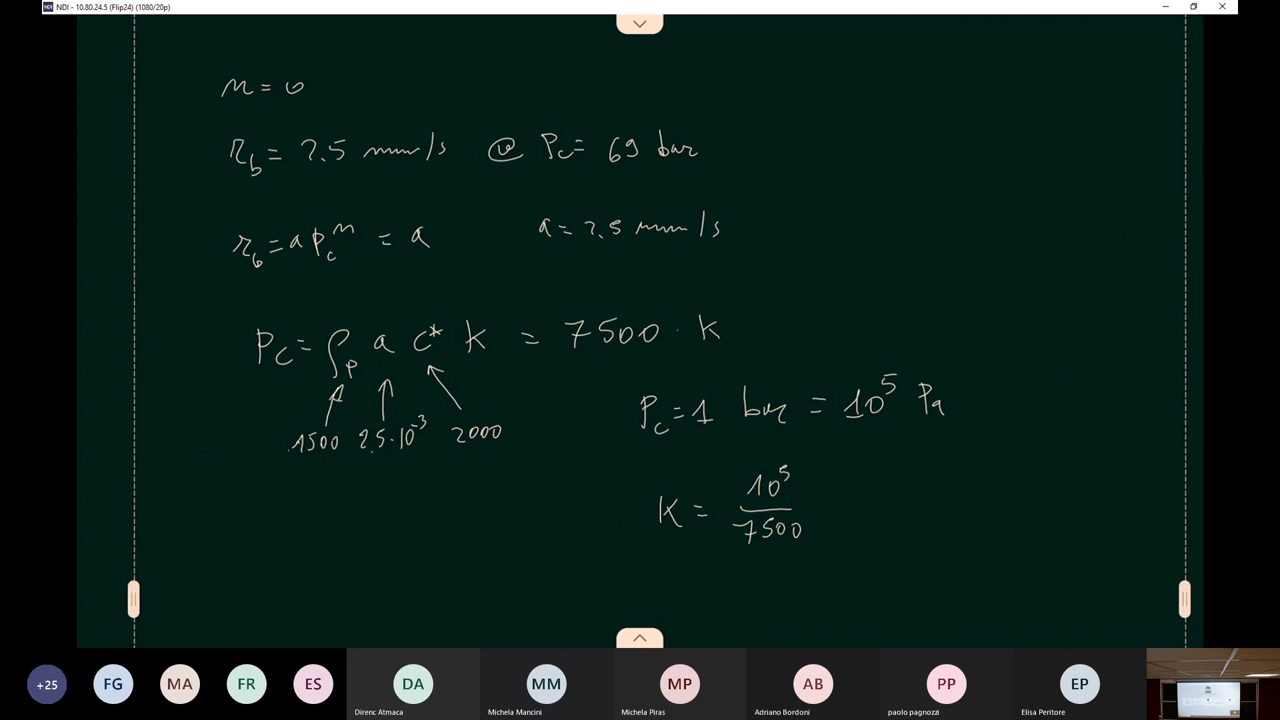 NDI - 10.80.24.5 (Flip24) (1080/20p)
n = 0
r_b = 2.5 mm/s @ P_c = 69 bar
r_b = a p_c^n = a a = 2.5 mm/s
P_c = ρ_p a c* K = 7500 · K
1500 2.5·10^-3 2000
P_c = 1 bar = 10^5 Pa
K = 10^5 / 7500
+25 FG MA FR ES DA MM MP AB PP EP
Direnc Atmaca Michela Mancini Michela Piras Adriano Bordoni paolo pagnozzi Elisa Peritore